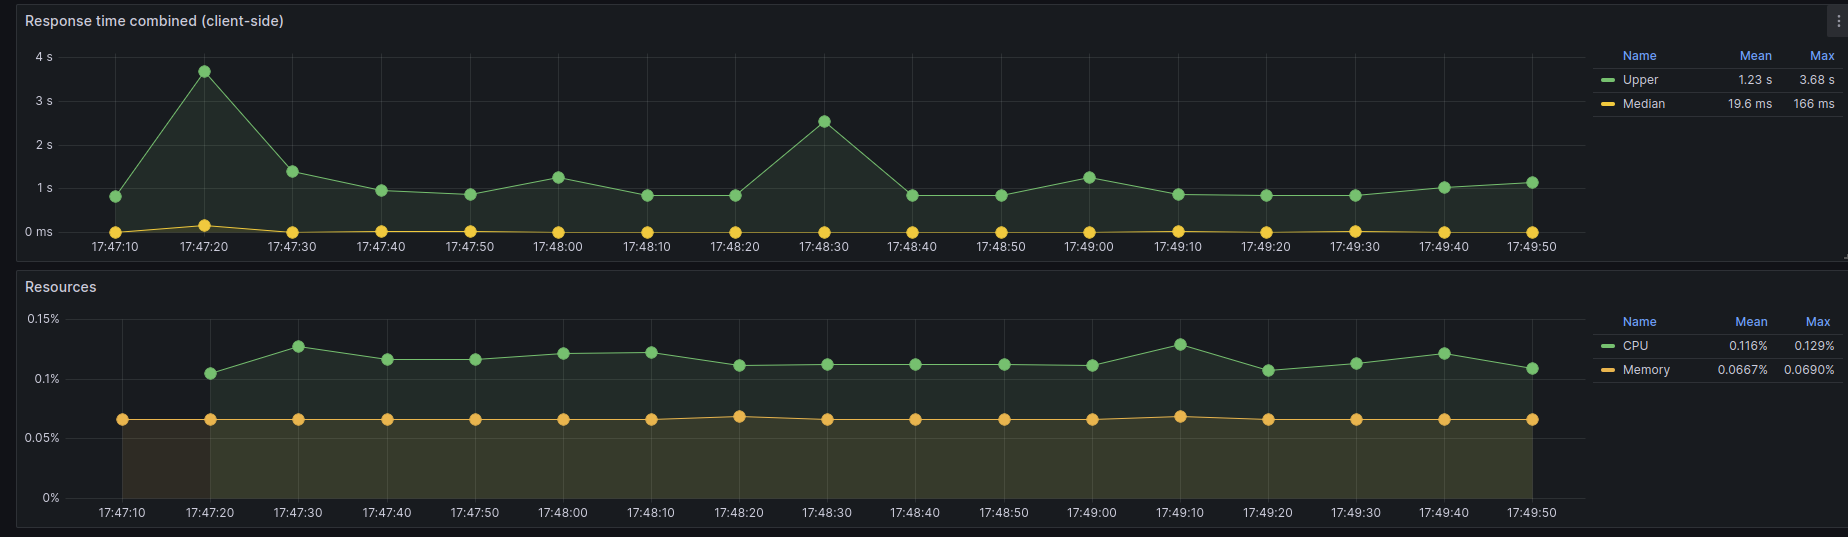 Response time combined (client-side)
4 s
3 s
2 s
1 s
0 ms
17:47:10 17:47:20 17:47:30 17:47:40 17:47:50 17:48:00 17:48:10 17:48:20 17:48:30 17:48:40 17:48:50 17:49:00 17:49:10 17:49:20 17:49:30 17:49:40 17:49:50
Name Mean Max
Upper 1.23 s 3.68 s
Median 19.6 ms 166 ms
Resources
0.15%
0.1%
0.05%
0%
17:47:10 17:47:20 17:47:30 17:47:40 17:47:50 17:48:00 17:48:10 17:48:20 17:48:30 17:48:40 17:48:50 17:49:00 17:49:10 17:49:20 17:49:30 17:49:40 17:49:50
Name Mean Max
CPU 0.116% 0.129%
Memory 0.0667% 0.0690%